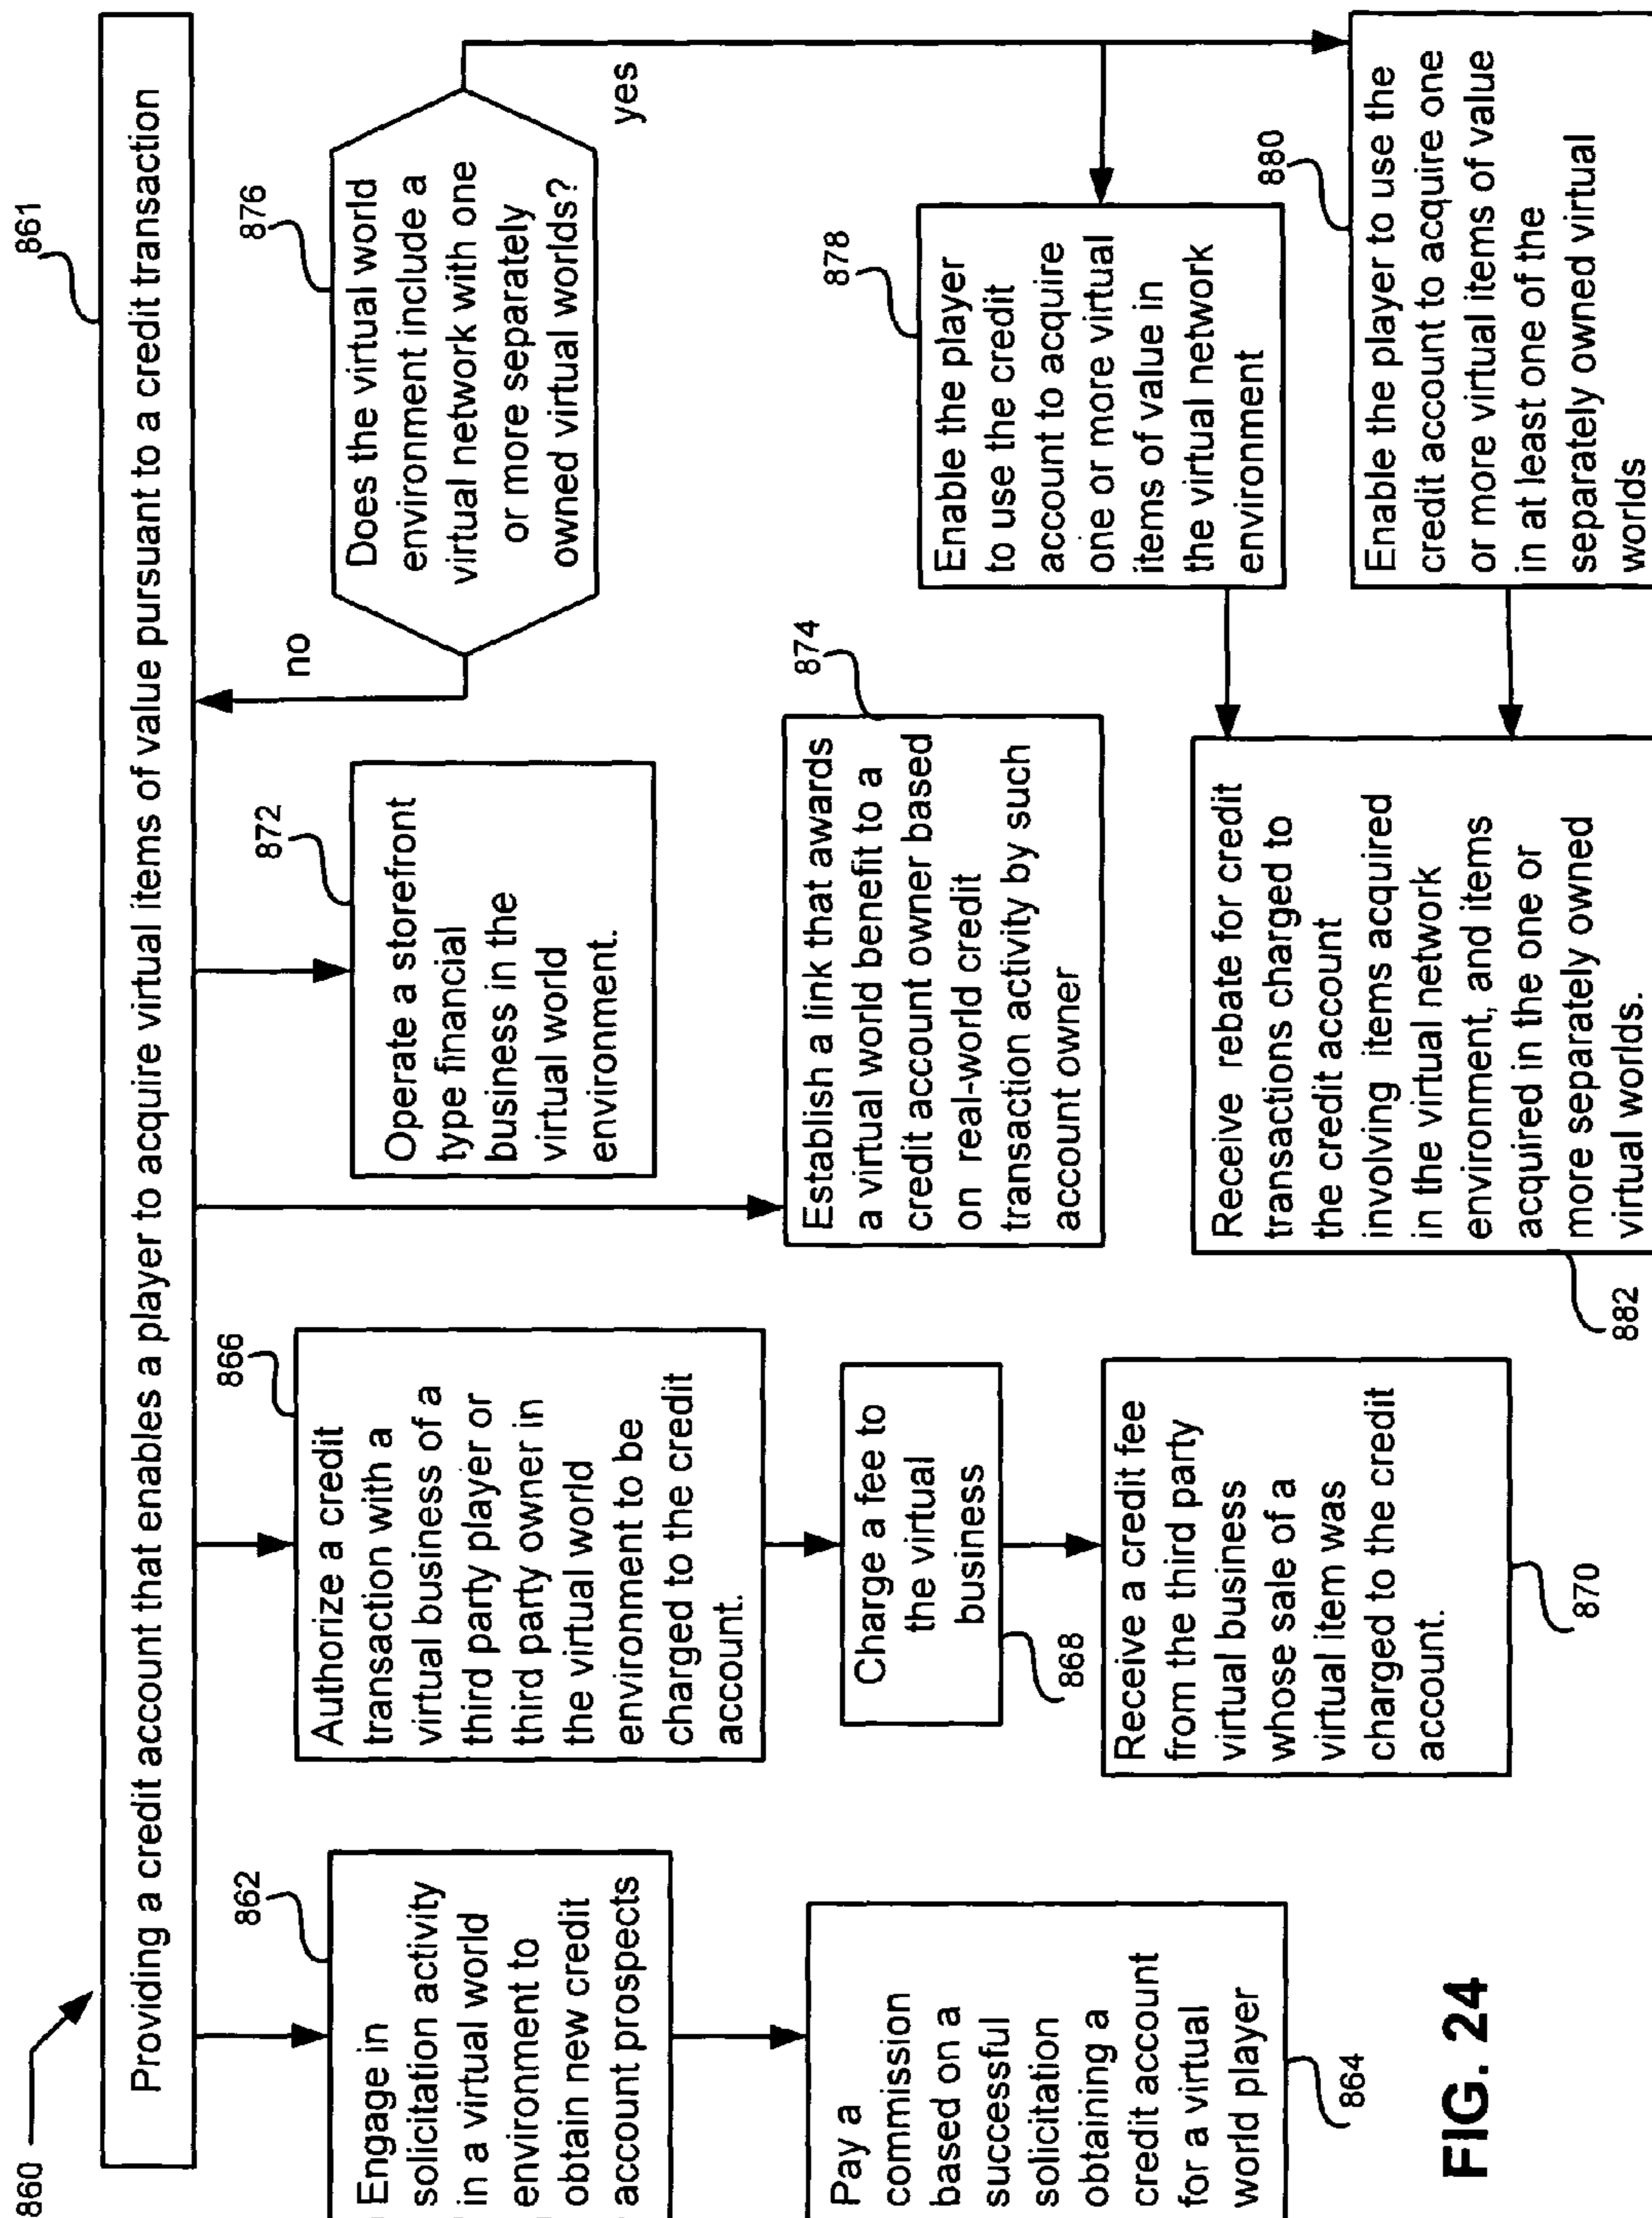 860
861
Providing a credit account that enables a player to acquire virtual items of value pursuant to a credit transaction
862
Engage in
solicitation activity
in a virtual world
environment to
obtain new credit
account prospects
Pay a
commission
based on a
successful
solicitation
obtaining a
credit account
for a virtual
world player
864
866
Authorize a credit
transaction with a
virtual business of a
third party player or
third party owner in
the virtual world
environment to be
charged to the credit
account.
Charge a fee to
the virtual
business
868
Receive a credit fee
from the third party
virtual business
whose sale of a
virtual item was
charged to the credit
account.
870
872
Operate a storefront
type financial
business in the
virtual world
environment.
874
Establish a link that awards
a virtual world benefit to a
credit account owner based
on real-world credit
transaction activity by such
account owner
876
Does the virtual world
environment include a
virtual network with one
or more separately
owned virtual worlds?
no
yes
878
Enable the player
to use the credit
account to acquire
one or more virtual
items of value in
the virtual network
environment
880
Enable the player to use the
credit account to acquire one
or more virtual items of value
in at least one of the
separately owned virtual
worlds
Receive rebate for credit
transactions charged to
the credit account
involving items acquired
in the virtual network
environment, and items
acquired in the one or
more separately owned
virtual worlds.
882
FIG. 24